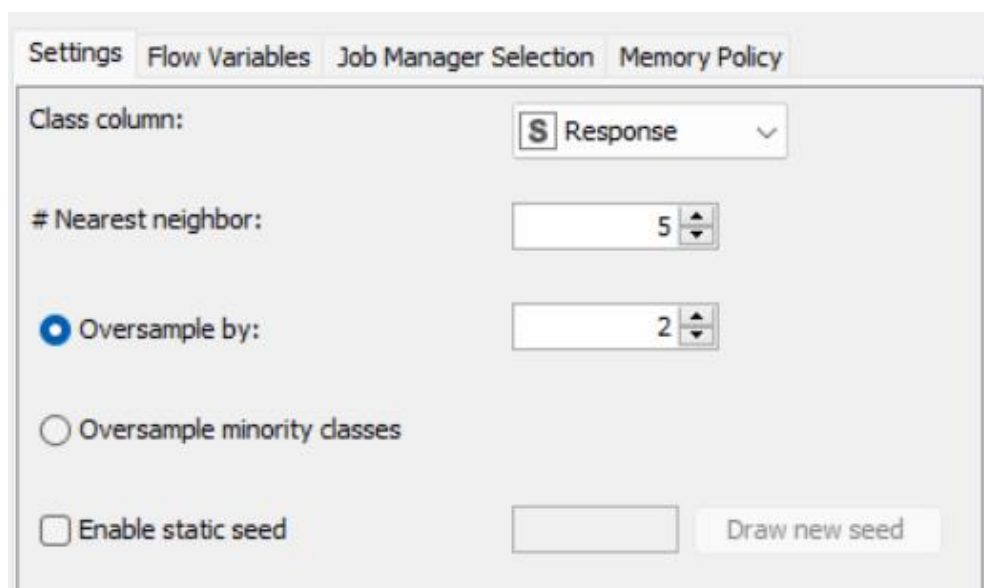 Settings Flow Variables Job Manager Selection Memory Policy
Class column: S Response
# Nearest neighbor: 5
Oversample by: 2
Oversample minority classes
Enable static seed Draw new seed